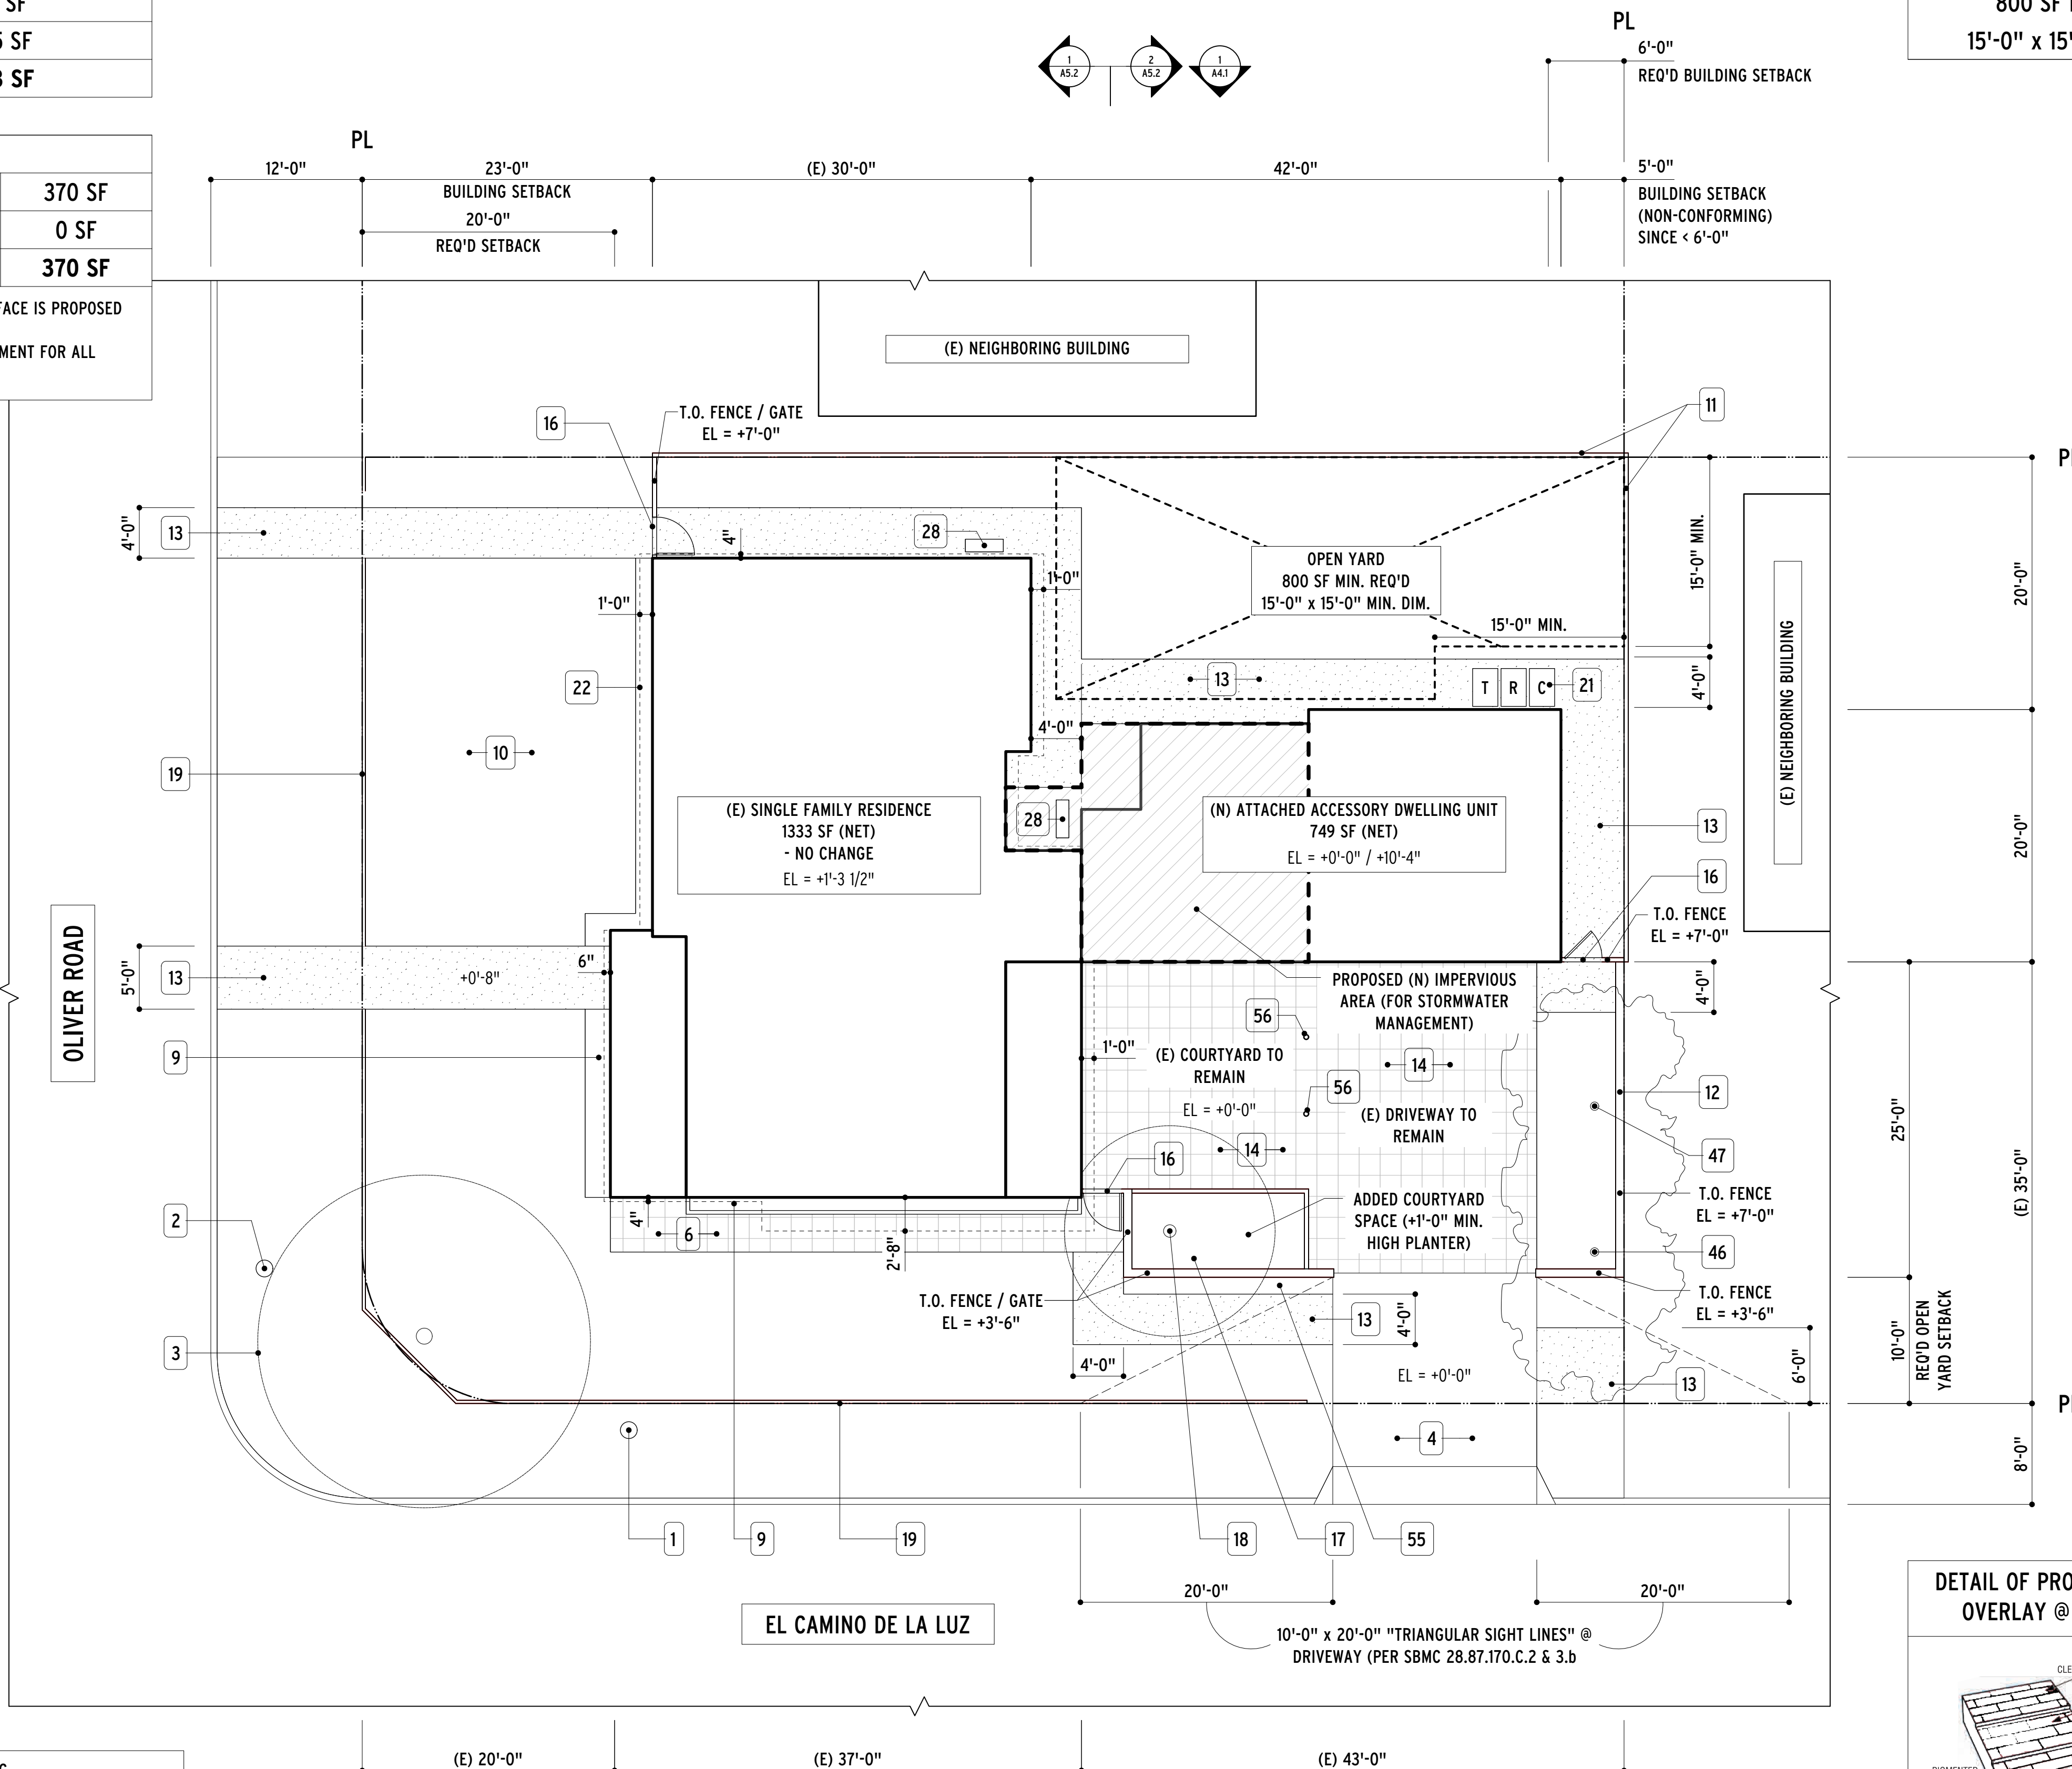 SF
SF
SF
370 SF
0 SF
370 SF
FACE IS PROPOSED
MENT FOR ALL
1
A5.2
2
A5.2
1
A4.1
PL
6'-0"
REQ'D BUILDING SETBACK
800 SF
15'-0" x 15'
PL
12'-0"
23'-0"
BUILDING SETBACK
20'-0"
REQ'D SETBACK
(E) 30'-0"
42'-0"
5'-0"
BUILDING SETBACK
(NON-CONFORMING)
SINCE < 6'-0"
(E) NEIGHBORING BUILDING
16
T.O. FENCE / GATE
EL = +7'-0"
11
4'-0"
13
28
4"
1'-0"
1'-0"
OPEN YARD
800 SF MIN. REQ'D
15'-0" x 15'-0" MIN. DIM.
15'-0" MIN.
15'-0" MIN.
20'-0"
22
13
T
R
C
21
4'-0"
4'-0"
10
19
(E) SINGLE FAMILY RESIDENCE
1333 SF (NET)
- NO CHANGE
EL = +1'-3 1/2"
28
(N) ATTACHED ACCESSORY DWELLING UNIT
749 SF (NET)
EL = +0'-0" / +10'-4"
(E) NEIGHBORING BUILDING
13
20'-0"
16
T.O. FENCE
EL = +7'-0"
OLIVER ROAD
5'-0"
13
+0'-8"
6"
PROPOSED (N) IMPERVIOUS
AREA (FOR STORMWATER
MANAGEMENT)
4'-0"
56
9
1'-0"
(E) COURTYARD TO
REMAIN
EL = +0'-0"
14
56
(E) DRIVEWAY TO
REMAIN
12
25'-0"
14
16
47
(E) 35'-0"
2
4"
6
2'-8"
ADDED COURTYARD
SPACE (+1'-0" MIN.
HIGH PLANTER)
T.O. FENCE
EL = +7'-0"
46
T.O. FENCE / GATE
EL = +3'-6"
T.O. FENCE
EL = +3'-6"
3
13
4'-0"
4'-0"
EL = +0'-0"
13
6'-0"
10'-0"
REQ'D OPEN
YARD SETBACK
4
8'-0"
1
9
19
18
17
55
20'-0"
20'-0"
EL CAMINO DE LA LUZ
10'-0" x 20'-0" "TRIANGULAR SIGHT LINES" @
DRIVEWAY (PER SBMC 28.87.170.C.2 & 3.b
DETAIL OF PRO
OVERLAY @
CLE
(E) 20'-0"
(E) 37'-0"
(E) 43'-0"